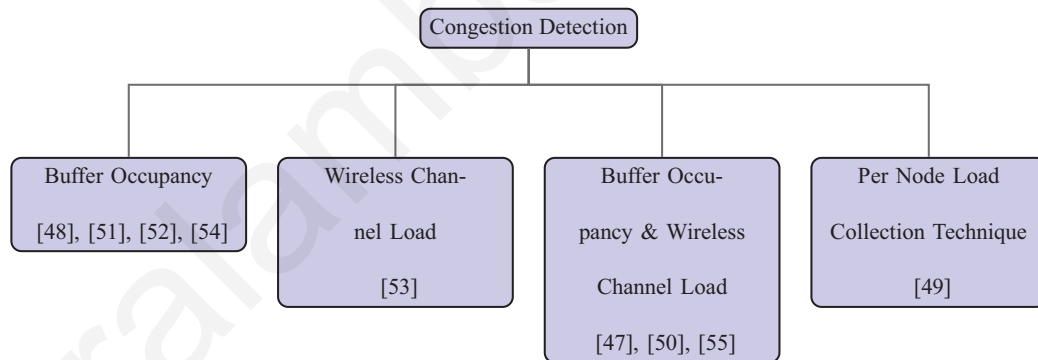 Congestion Detection
Buffer Occupancy
[48], [51], [52], [54]
Wireless Chan-
nel Load
[53]
Buffer Occu-
pancy & Wireless
Channel Load
[47], [50], [55]
Per Node Load
Collection Technique
[49]